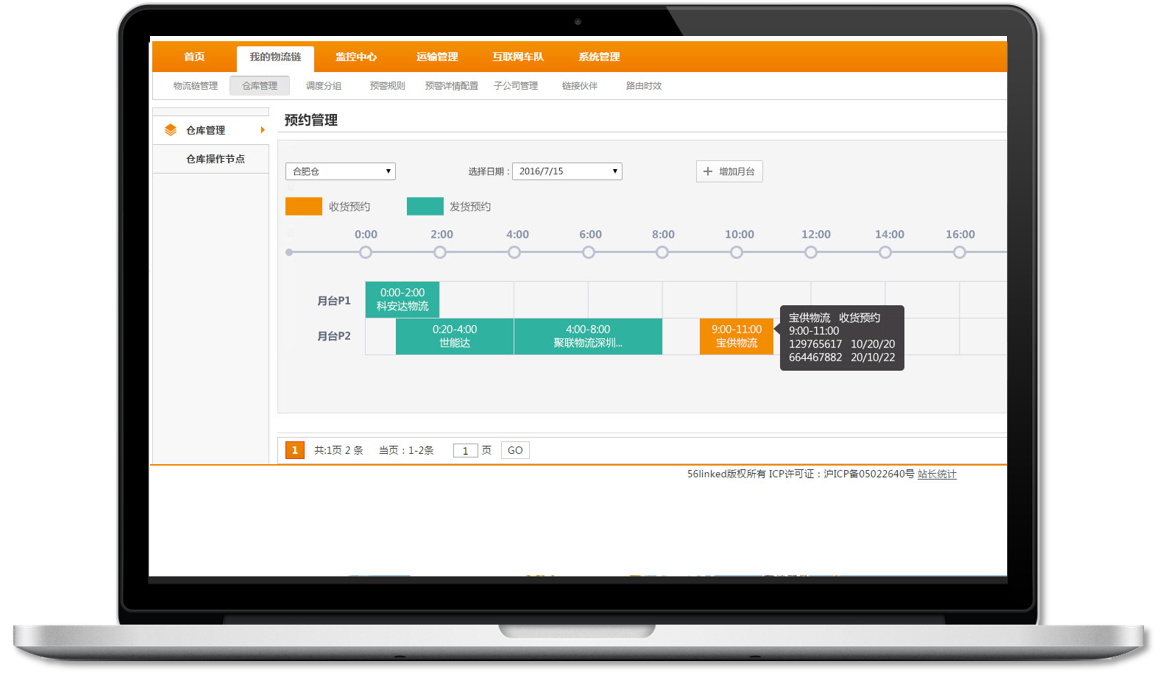 首页 我的物流链 监控中心 运输管理 互联网车队 系统管理
物流链管理 仓库管理 调度分组 预警规则 预警详情配置 子公司管理 链接伙伴 路由时效
仓库管理
仓库操作节点
预约管理
合肥仓 选择日期： 2016/7/15 增加月台
收货预约 发货预约
0:00 2:00 4:00 6:00 8:00 10:00 12:00 14:00 16:00
月台P1
0:00-2:00
科安达物流
月台P2
0:20-4:00
世能达
4:00-8:00
聚联物流深圳...
9:00-11:00
宝供物流
宝供物流 收货预约
9:00-11:00
129765617 10/20/20
664467882 20/10/22
1 共:1页 2 条 当页：1-2条 1 页 GO
56linked版权所有 ICP许可证：沪ICP备05022640号 站长统计